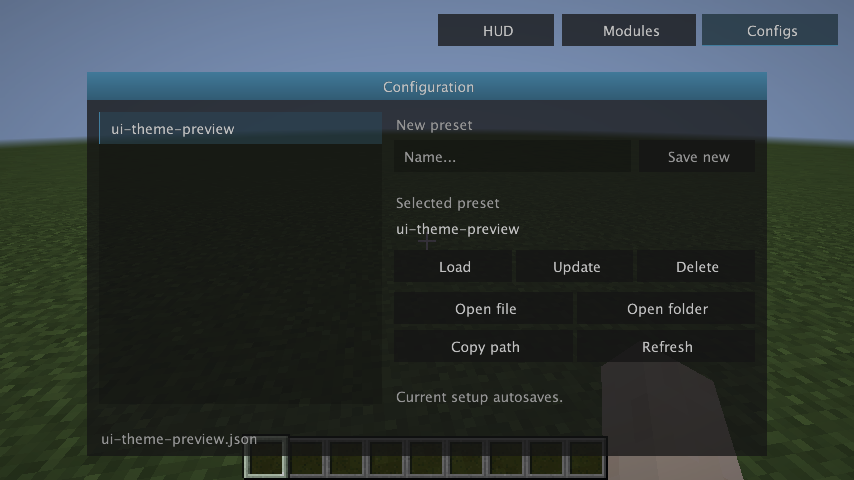 HUD Modules Configs
Configuration
ui-theme-preview
New preset
Name... Save new
Selected preset
ui-theme-preview
Load Update Delete
Open file Open folder
Copy path Refresh
Current setup autosaves.
ui-theme-preview.json